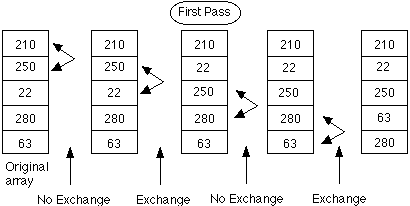 First Pass
210 210 210 210 210
250 250 22 22 22
22 22 250 250 250
280 280 280 280 63
63 63 63 63 280
Original
array
No Exchange Exchange No Exchange Exchange